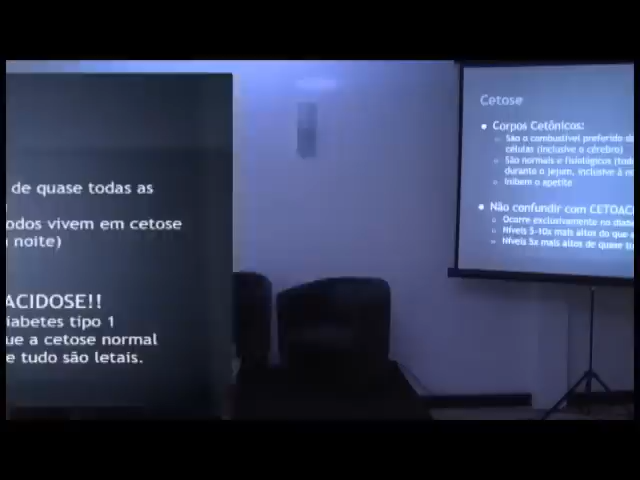 de quase todas as
odos vivem em cetose
noite)
ACIDOSE!!
iabetes tipo 1
ue a cetose normal
e tudo são letais.
Cetose
Corpos Cetônicos:
São o combustível preferido d
células (inclusive o cérebro)
São normais e fisiológicos (tod
durante o jejum, inclusive à n
Inibem o apetite
Não confundir com CETOAC
Ocorre exclusivamente no diab
Níveis 5-10x mais altos do que
Níveis 5x mais altos de quase t